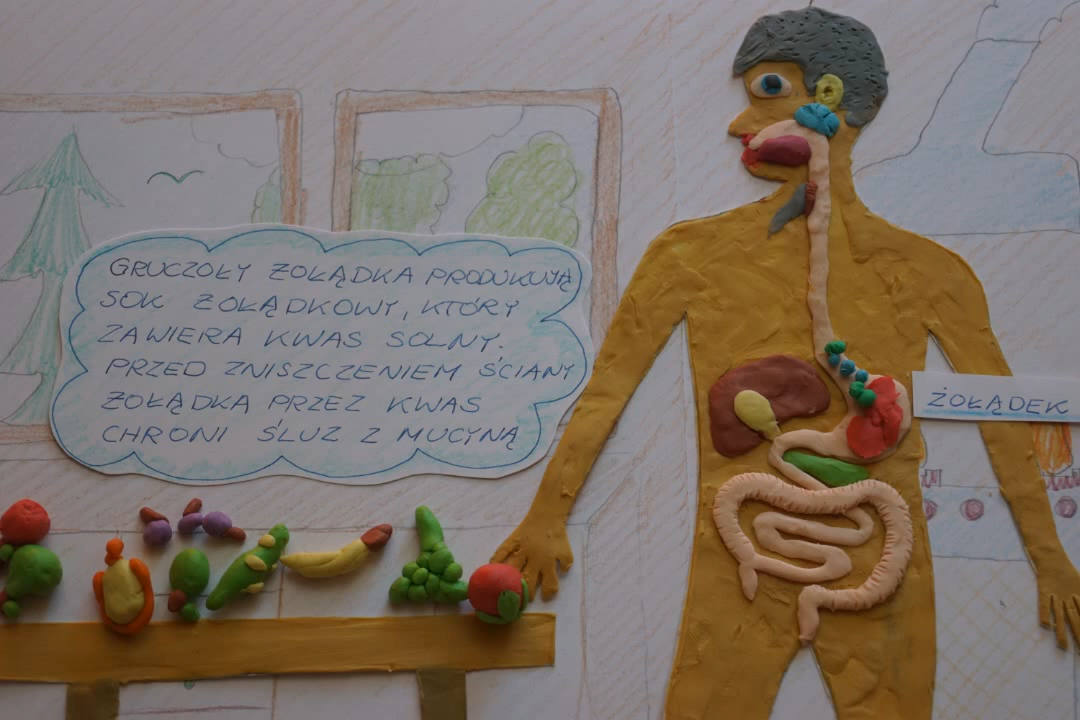 GRUCZOŁY ŻOŁĄDKA PRODUKUJĄ
SOK ŻOŁĄDKOWY, KTÓRY
ZAWIERA KWAS SOLNY.
PRZED ZNISZCZENIEM ŚCIANY
ŻOŁĄDKA PRZEZ KWAS
CHRONI ŚLUZ Z MUCYNĄ
ŻOŁĄDEK